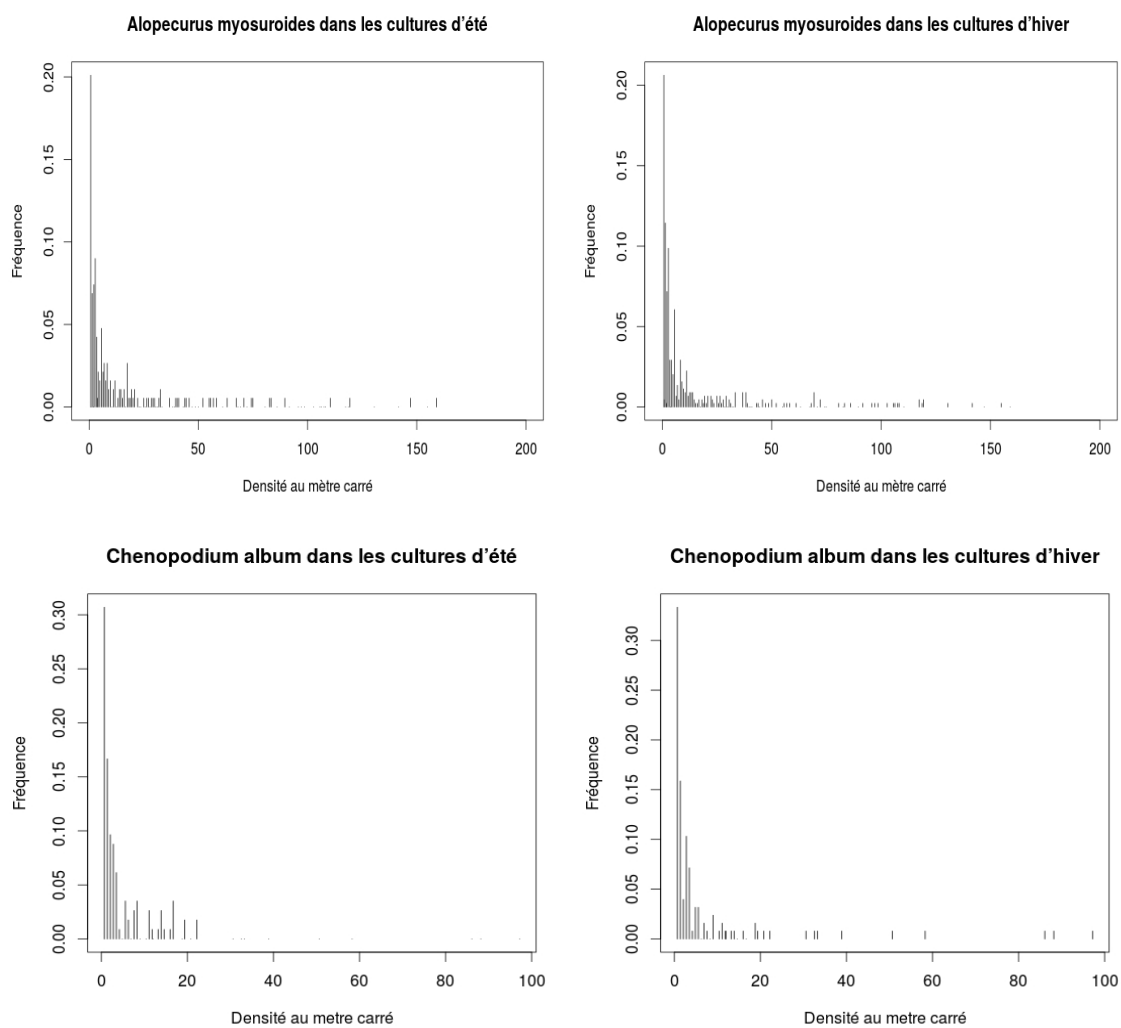 Alopecurus myosuroides dans les cultures d'été
0.20
0.15
0.10
0.05
0.00
Fréquence
0 50 100 150 200
Densité au mètre carré
Alopecurus myosuroides dans les cultures d'hiver
0.20
0.15
0.10
0.05
0.00
Fréquence
0 50 100 150 200
Densité au mètre carré
Chenopodium album dans les cultures d'été
0.30
0.25
0.20
0.15
0.10
0.05
0.00
Fréquence
0 20 40 60 80 100
Densité au metre carré
Chenopodium album dans les cultures d'hiver
0.30
0.25
0.20
0.15
0.10
0.05
0.00
Fréquence
0 20 40 60 80 100
Densité au metre carré